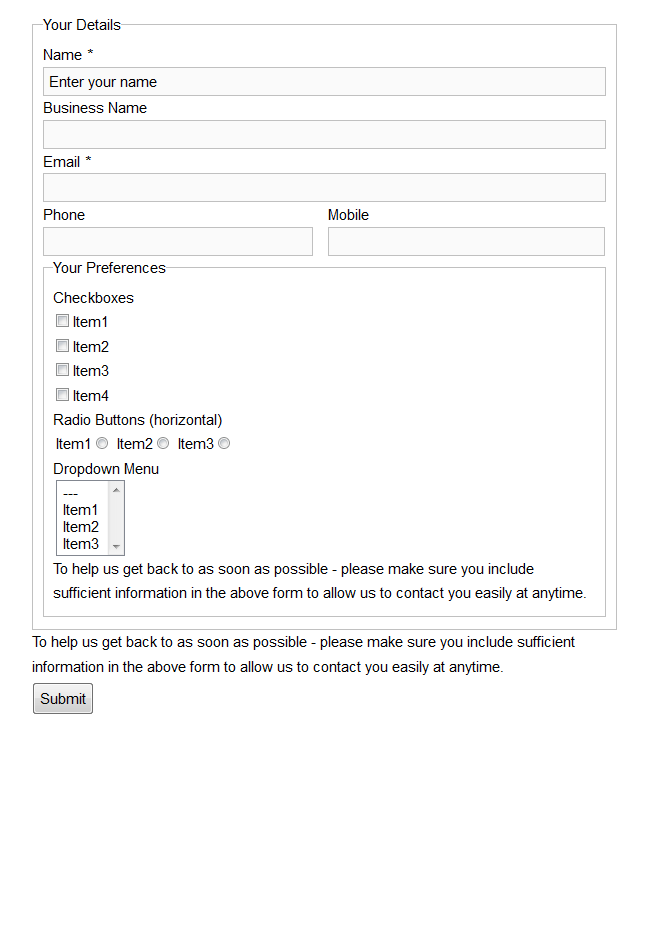 Your Details
Name *
Enter your name
Business Name
Email *
Phone Mobile
Your Preferences
Checkboxes
Item1
Item2
Item3
Item4
Radio Buttons (horizontal)
Item1 Item2 Item3
Dropdown Menu
---
Item1
Item2
Item3
To help us get back to as soon as possible - please make sure you include
sufficient information in the above form to allow us to contact you easily at anytime.
To help us get back to as soon as possible - please make sure you include sufficient
information in the above form to allow us to contact you easily at anytime.
Submit